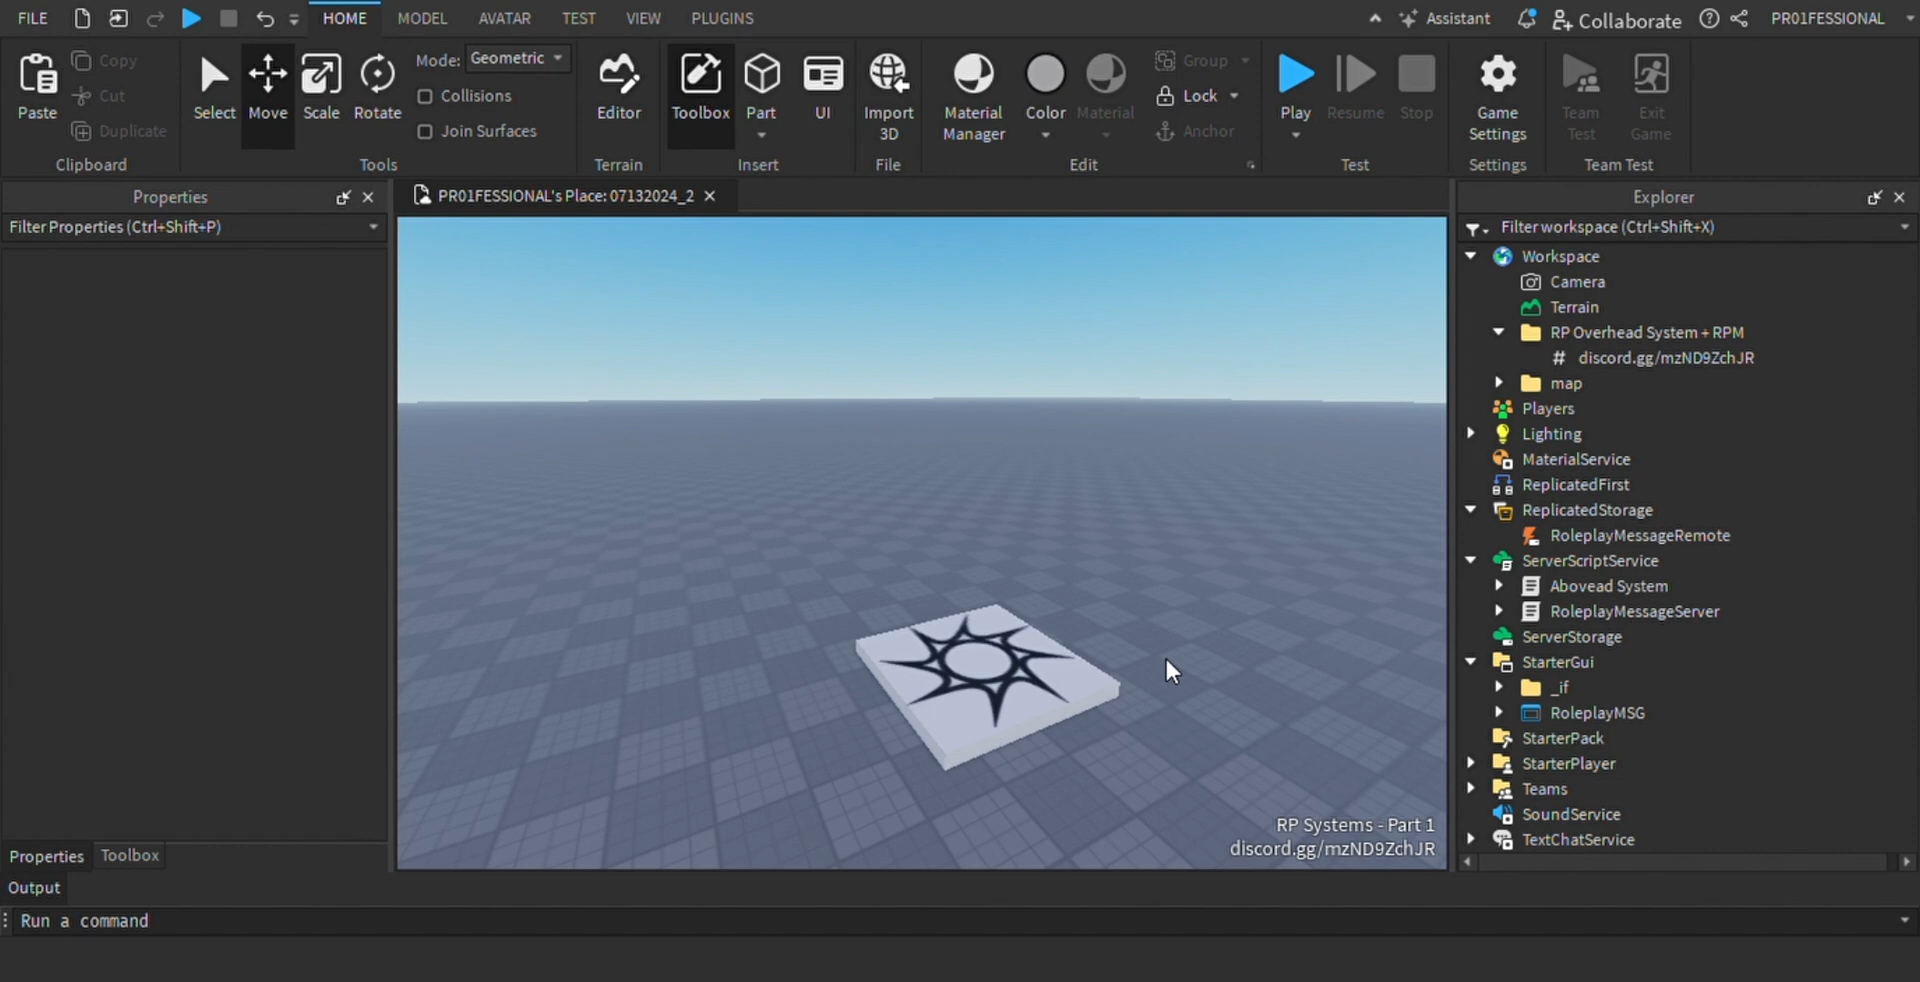 FILE
HOME
MODEL
AVATAR
TEST
VIEW
PLUGINS
Assistant
Collaborate
PR01FESSIONAL
Paste
Copy
Cut
Duplicate
Clipboard
Select
Move
Scale
Rotate
Mode: Geometric
Collisions
Join Surfaces
Tools
Editor
Terrain
Toolbox
Part
UI
Insert
Import
3D
File
Material
Manager
Color
Material
Group
Lock
Anchor
Edit
Play
Resume
Stop
Test
Game
Settings
Settings
Team
Test
Exit
Game
Team Test
Properties
Filter Properties (Ctrl+Shift+P)
Properties
Toolbox
PR01FESSIONAL's Place: 07132024_2
RP Systems - Part 1
discord.gg/mzND9ZchJR
Explorer
Filter workspace (Ctrl+Shift+X)
Workspace
Camera
Terrain
RP Overhead System + RPM
# discord.gg/mzND9ZchJR
map
Players
Lighting
MaterialService
ReplicatedFirst
ReplicatedStorage
RoleplayMessageRemote
ServerScriptService
Abovead System
RoleplayMessageServer
ServerStorage
StarterGui
_if
RoleplayMSG
StarterPack
StarterPlayer
Teams
SoundService
TextChatService
Output
Run a command